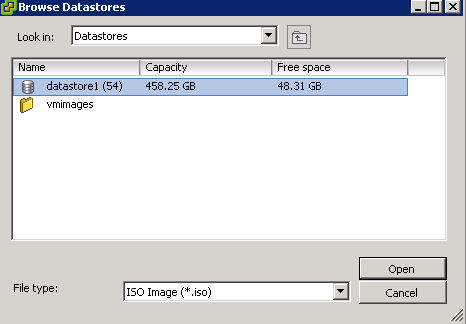 Browse Datastores
Look in: Datastores
Name Capacity Free space
datastore1 (54) 458.25 GB 48.31 GB
vmimages
Open
File type: ISO Image (*.iso)
Cancel